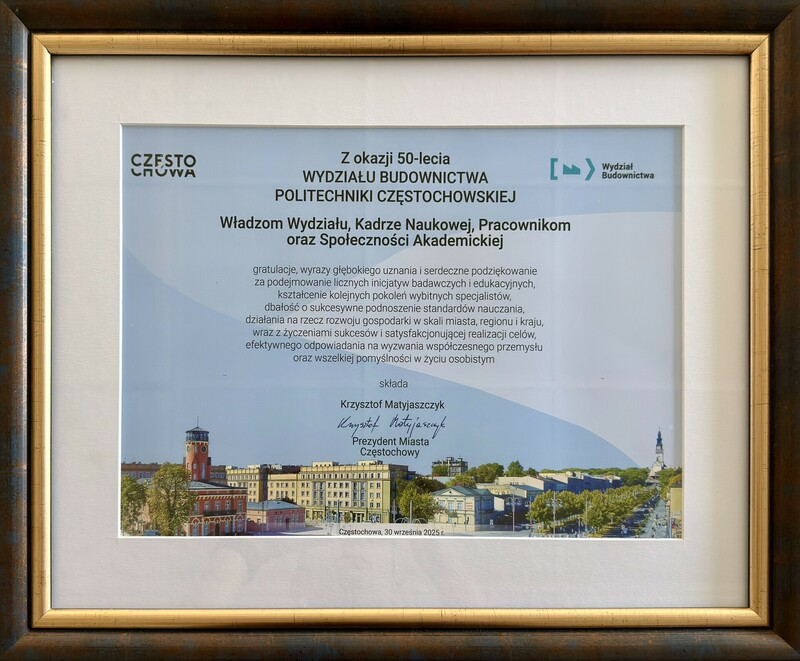 CZĘSTO
CHOWA
Z okazji 50-lecia
WYDZIAŁU BUDOWNICTWA
POLITECHNIKI CZĘSTOCHOWSKIEJ
Wydział
Budownictwa
Władzom Wydziału, Kadrze Naukowej, Pracownikom
oraz Społeczności Akademickiej
gratulacje, wyrazy głębokiego uznania i serdeczne podziękowanie
za podejmowanie licznych inicjatyw badawczych i edukacyjnych,
kształcenie kolejnych pokoleń wybitnych specjalistów,
dbałość o sukcesywne podnoszenie standardów nauczania,
działania na rzecz rozwoju gospodarki w skali miasta, regionu i kraju,
wraz z życzeniami sukcesów i satysfakcjonującej realizacji celów,
efektywnego odpowiadania na wyzwania współczesnego przemysłu
oraz wszelkiej pomyślności w życiu osobistym
składa
Krzysztof Matyjaszczyk
Krzysztof Matyjaszczyk
Prezydent Miasta
Częstochowy
Częstochowa, 30 września 2025 r.